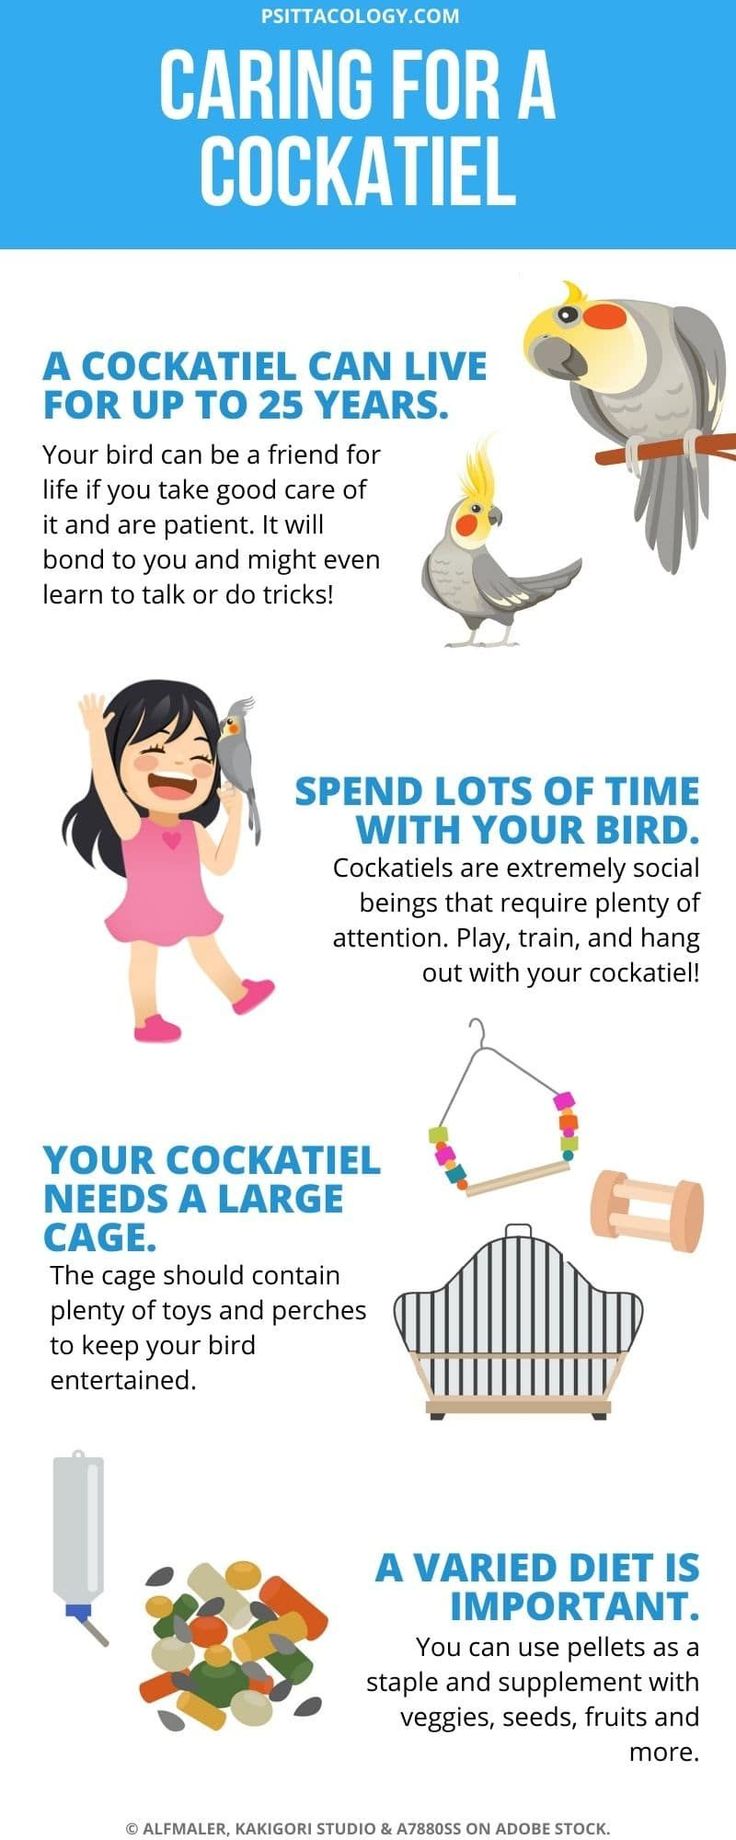 PSITTACOLOGY.COM
CARING FOR A
COCKATIEL
A COCKATIEL CAN LIVE
FOR UP TO 25 YEARS.
Your bird can be a friend for
life if you take good care of
it and are patient. It will
bond to you and might even
learn to talk or do tricks!
SPEND LOTS OF TIME
WITH YOUR BIRD.
Cockatiels are extremely social
beings that require plenty of
attention. Play, train, and hang
out with your cockatiel!
YOUR COCKATIEL
NEEDS A LARGE
CAGE.
The cage should contain
plenty of toys and perches
to keep your bird
entertained.
A VARIED DIET IS
IMPORTANT.
You can use pellets as a
staple and supplement with
veggies, seeds, fruits and
more.
© ALFMALER, KAKIGORI STUDIO & A7880SS ON ADOBE STOCK.